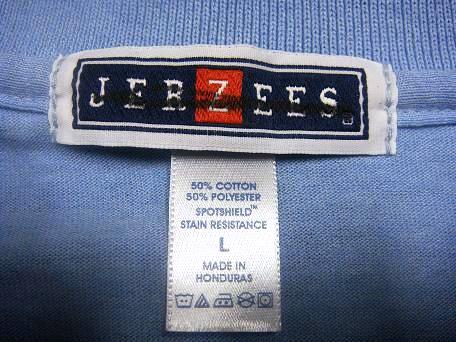 JERZEES
50% COTTON
50% POLYESTER
SPOTSHIELD™
STAIN RESISTANCE
L
MADE IN
HONDURAS